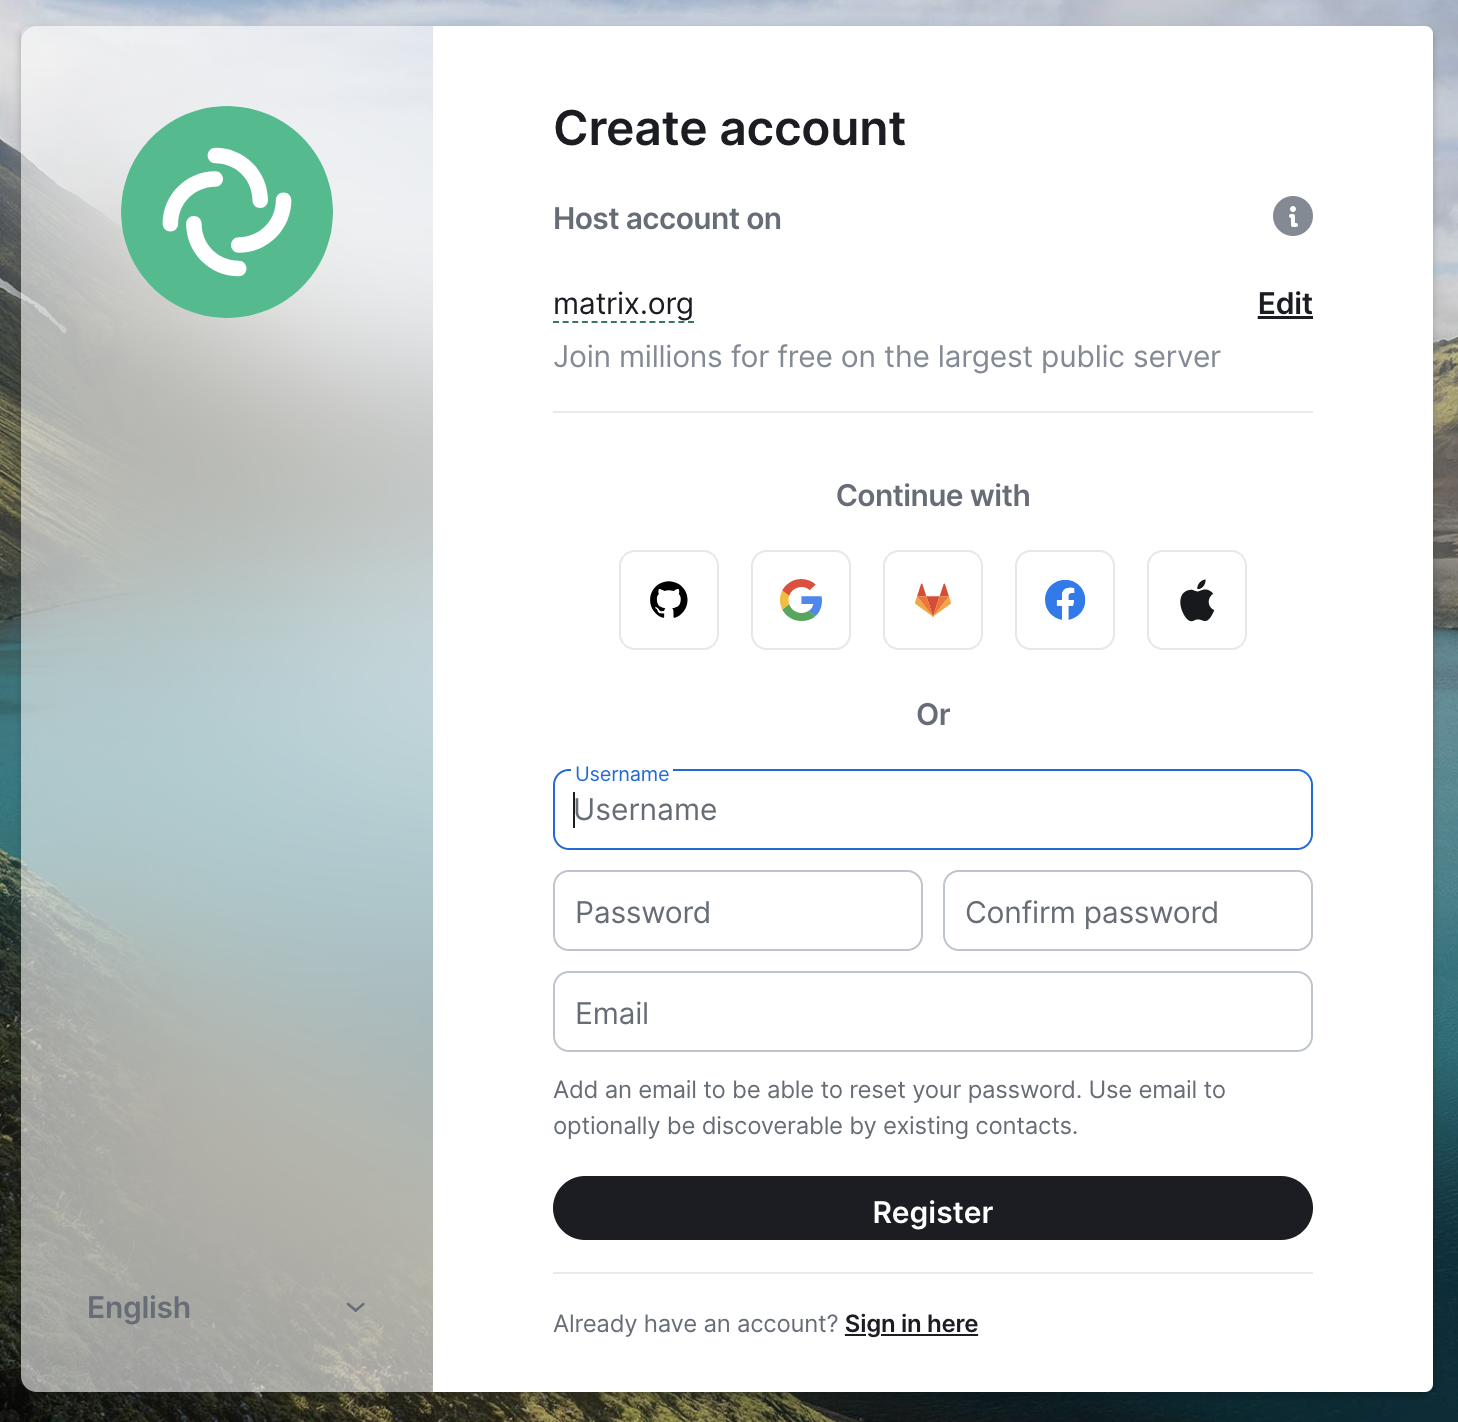 Create account
Host account on
matrix.org
Edit
Join millions for free on the largest public server
Continue with
Or
Username
Username
Password
Confirm password
Email
Add an email to be able to reset your password. Use email to
optionally be discoverable by existing contacts.
Register
Already have an account? Sign in here
English